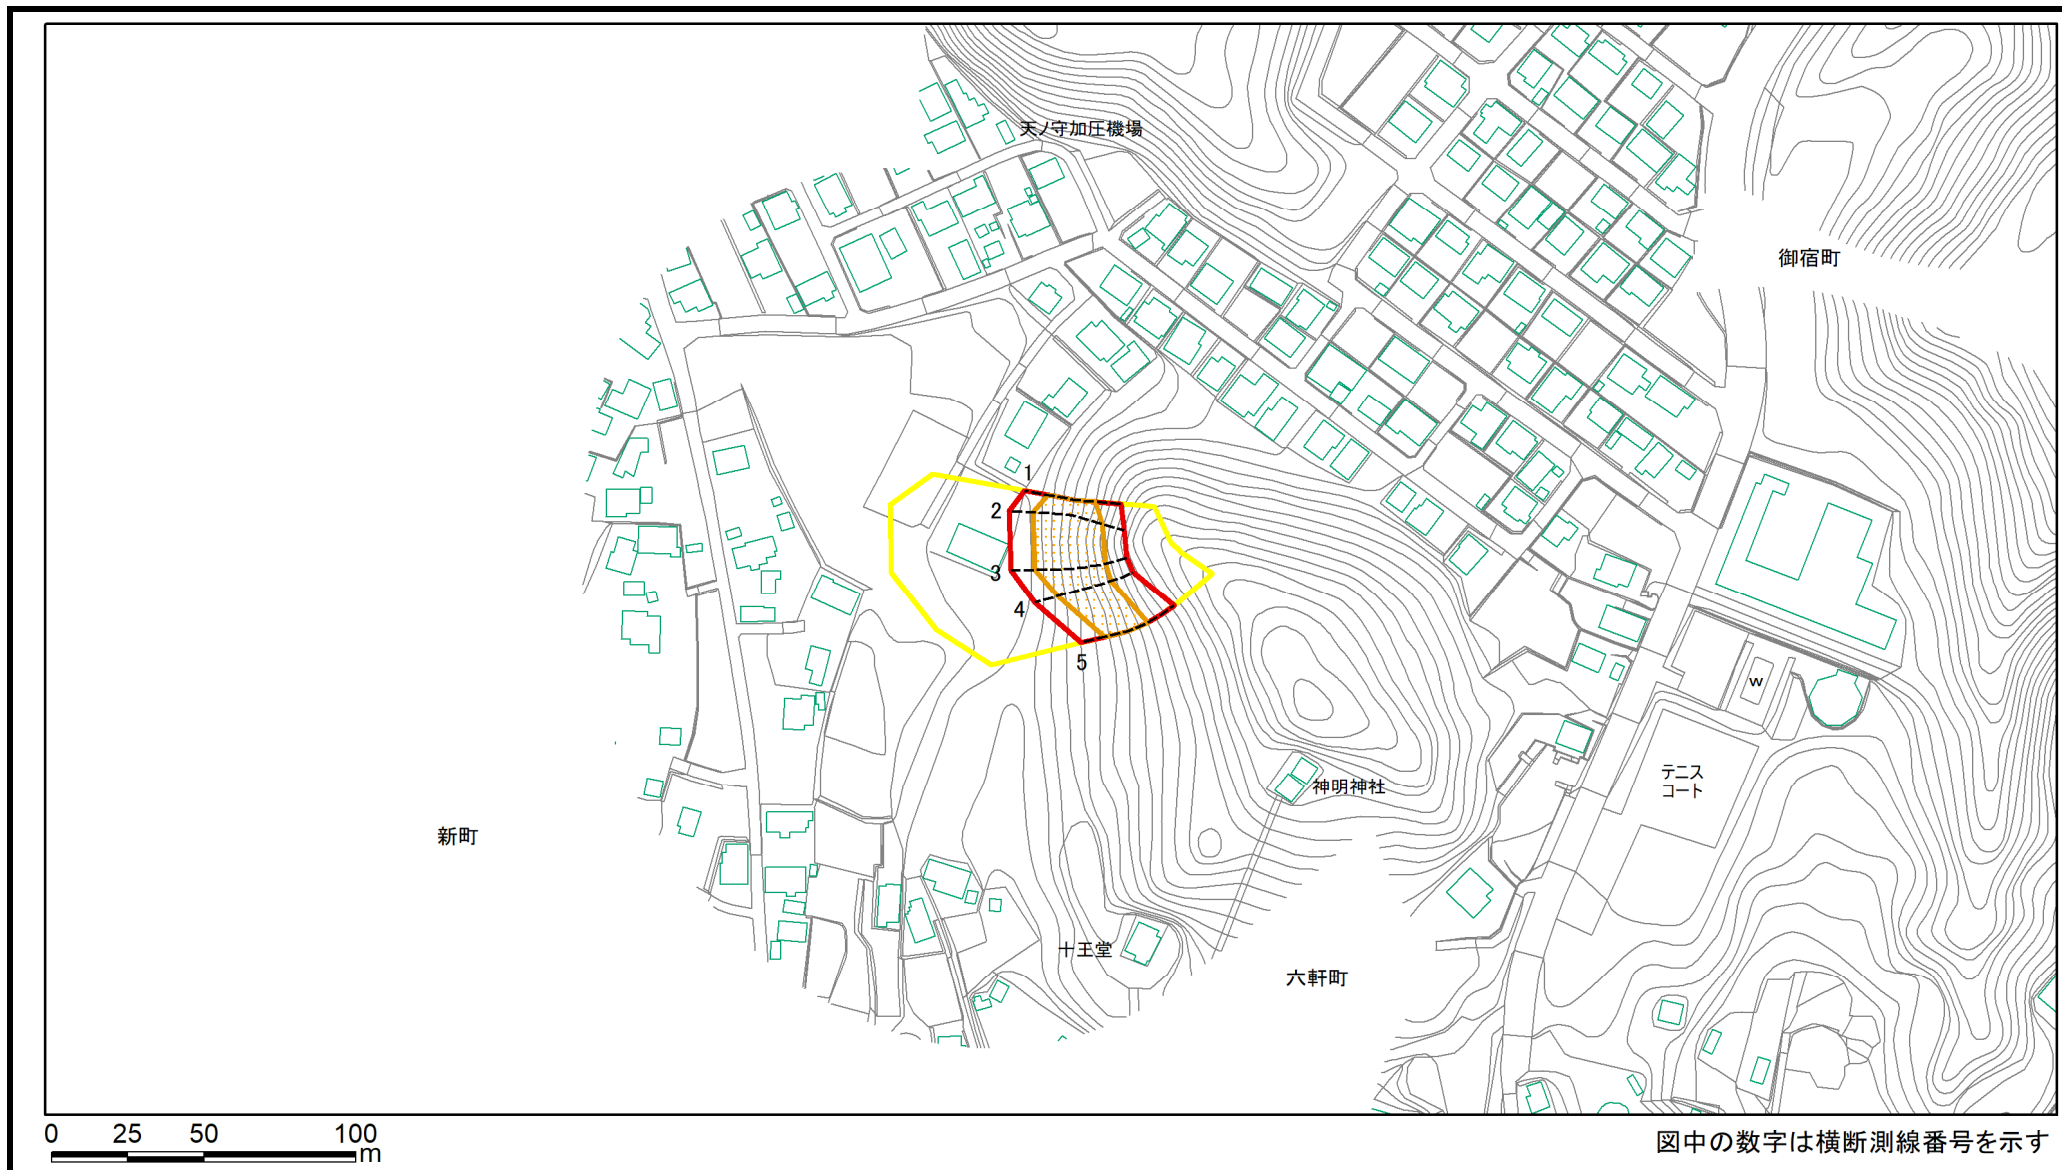 天ノ守加圧機場
御宿町
1
2
3
4
5
w
テニス
コート
神明神社
新町
十王堂
六軒町
0 25 50 100
m
図中の数字は横断測線番号を示す